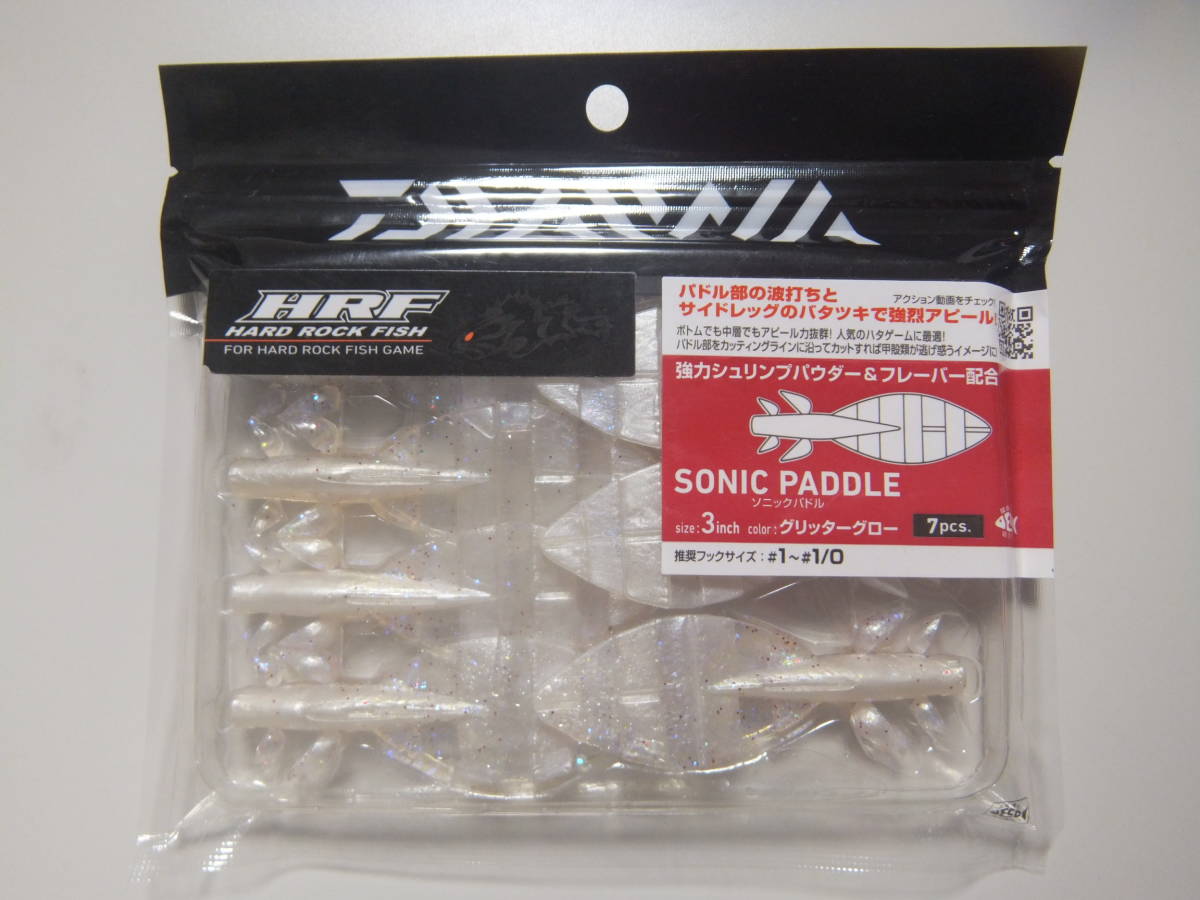 DAIWA
HRF
HARD ROCK FISH
FOR HARD ROCK FISH GAME
パドル部の波打ちと
サイドレッグのバタツキで強烈アピール!
アクション動画をチェック!
ボトムでも中層でもアピール力抜群! 人気のハタゲームに最適!
パドル部をカッティングラインに沿ってカットすれば甲殻類が逃げ惑うイメージに!
強力シュリンプパウダー&フレーバー配合
SONIC PADDLE
ソニックパドル
size:3inch color:グリッターグロー 7pcs.
推奨フックサイズ:#1〜#1/0